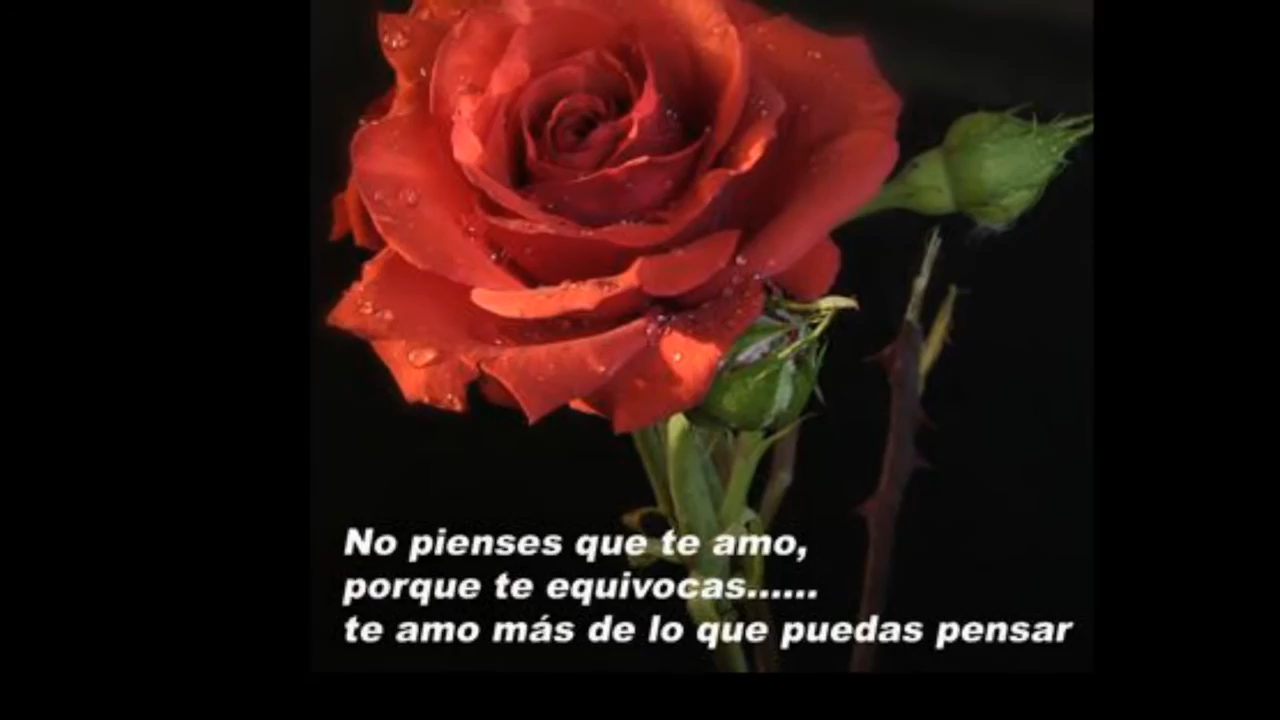 No pienses que te amo,
porque te equivocas......
te amo más de lo que puedas pensar